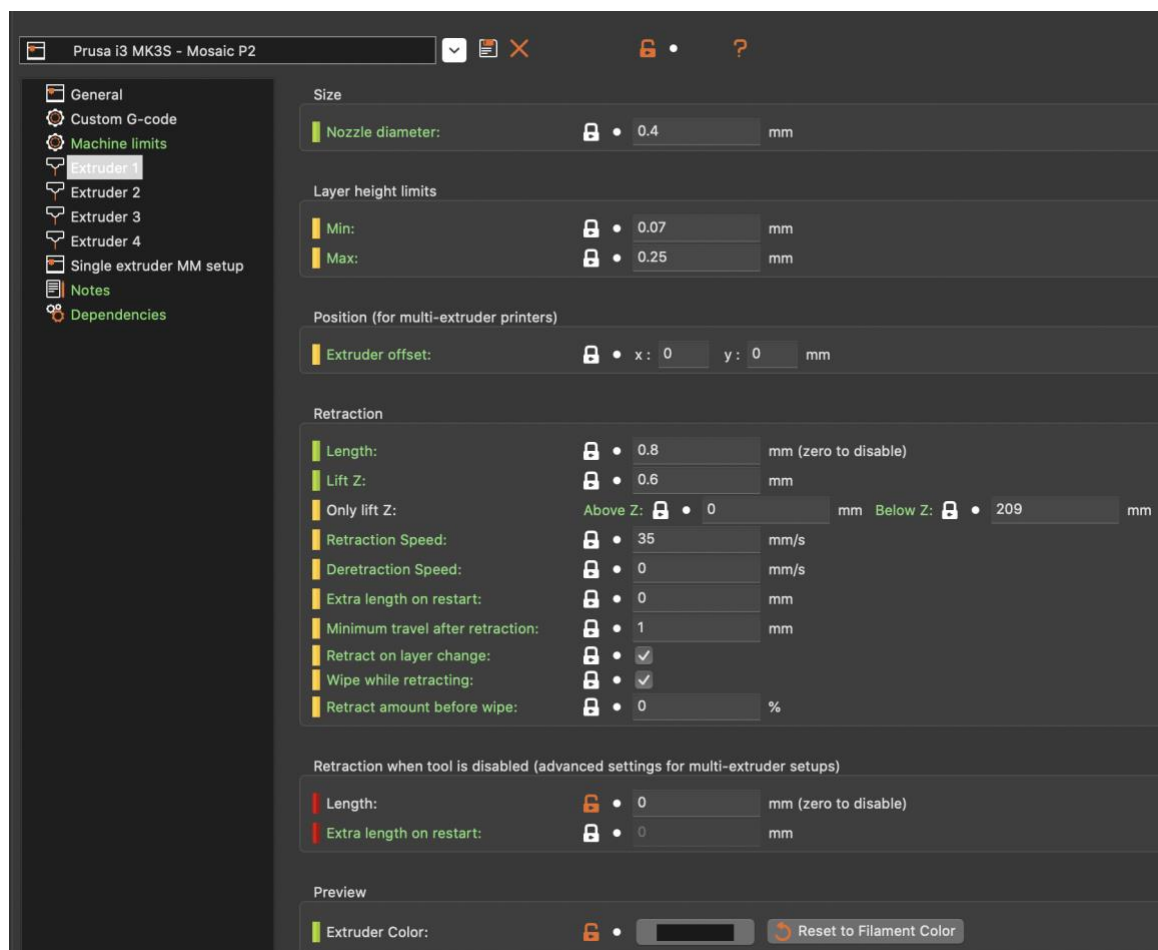 Prusa i3 MK3S - Mosaic P2
?
General
Custom G-code
Machine limits
Extruder 1
Extruder 2
Extruder 3
Extruder 4
Single extruder MM setup
Notes
Dependencies
Size
Nozzle diameter: 0.4 mm
Layer height limits
Min: 0.07 mm
Max: 0.25 mm
Position (for multi-extruder printers)
Extruder offset: x: 0 y: 0 mm
Retraction
Length: 0.8 mm (zero to disable)
Lift Z: 0.6 mm
Only lift Z: Above Z: 0 mm Below Z: 209 mm
Retraction Speed: 35 mm/s
Deretraction Speed: 0 mm/s
Extra length on restart: 0 mm
Minimum travel after retraction: 1 mm
Retract on layer change:
Wipe while retracting:
Retract amount before wipe: 0 %
Retraction when tool is disabled (advanced settings for multi-extruder setups)
Length: 0 mm (zero to disable)
Extra length on restart: 0 mm
Preview
Extruder Color: Reset to Filament Color